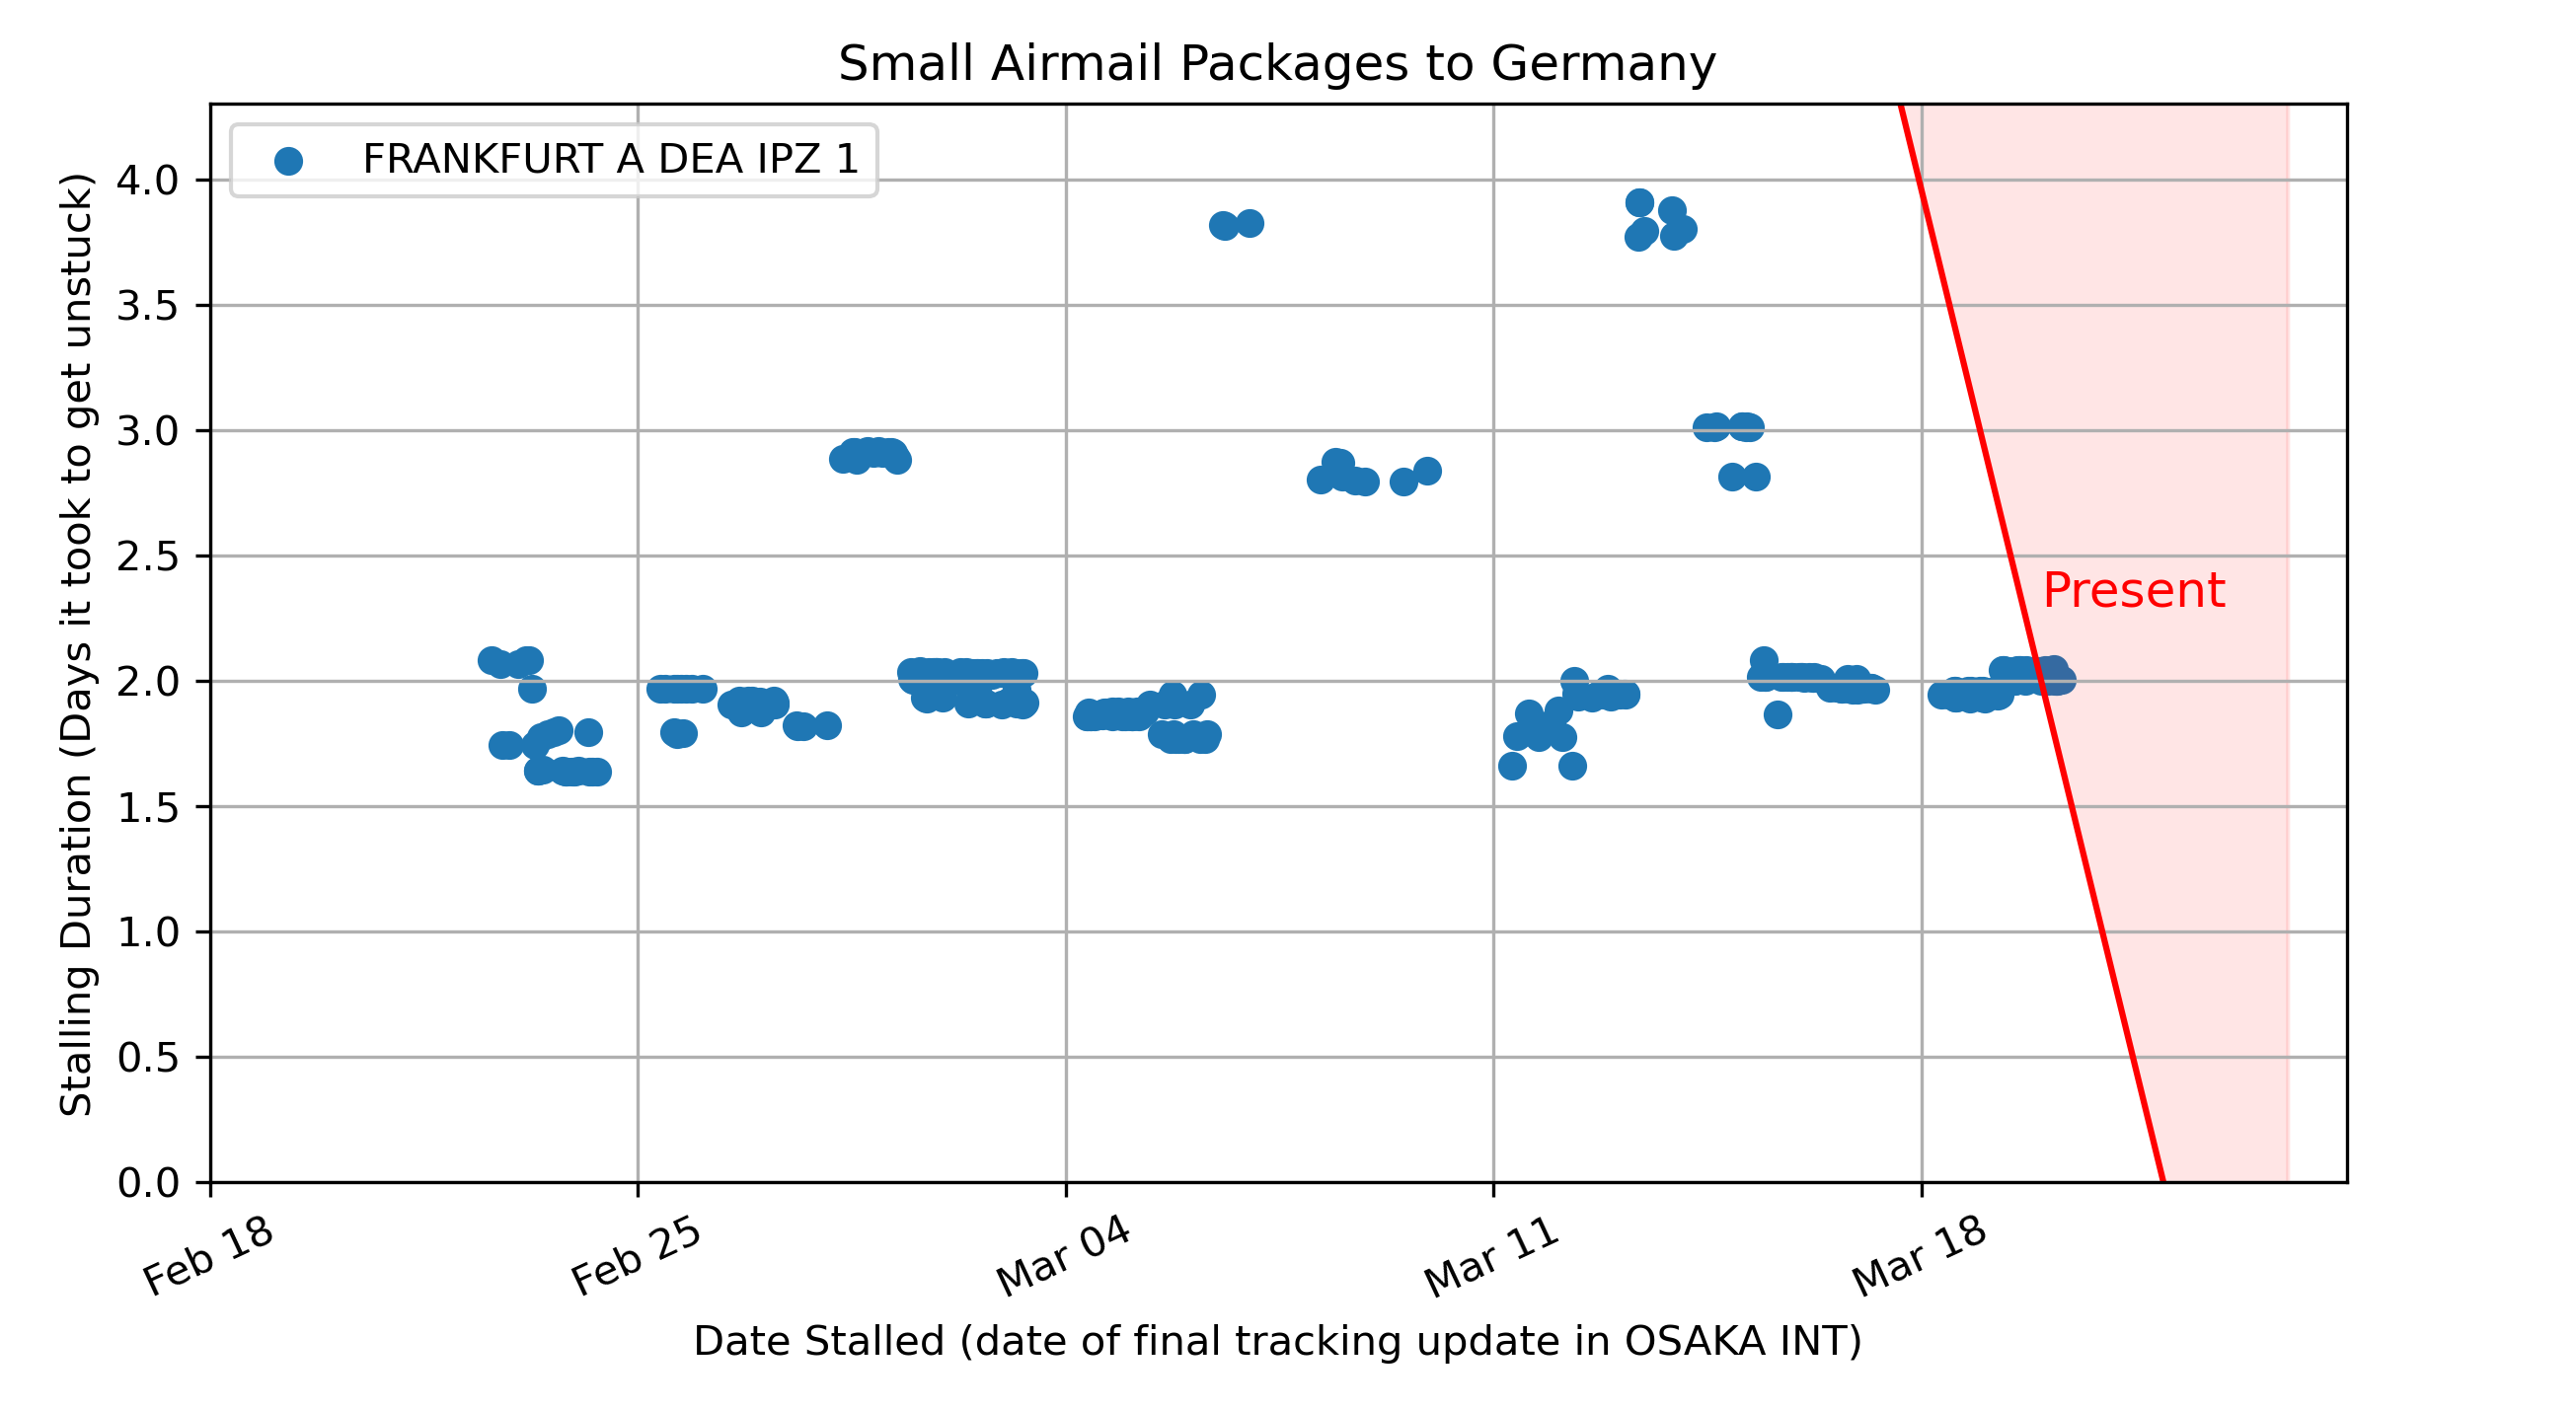 Small Airmail Packages to Germany
FRANKFURT A DEA IPZ 1
Stalling Duration (Days it took to get unstuck)
4.0
3.5
3.0
2.5
2.0
1.5
1.0
0.5
0.0
Present
Feb 18
Feb 25
Mar 04
Mar 11
Mar 18
Date Stalled (date of final tracking update in OSAKA INT)